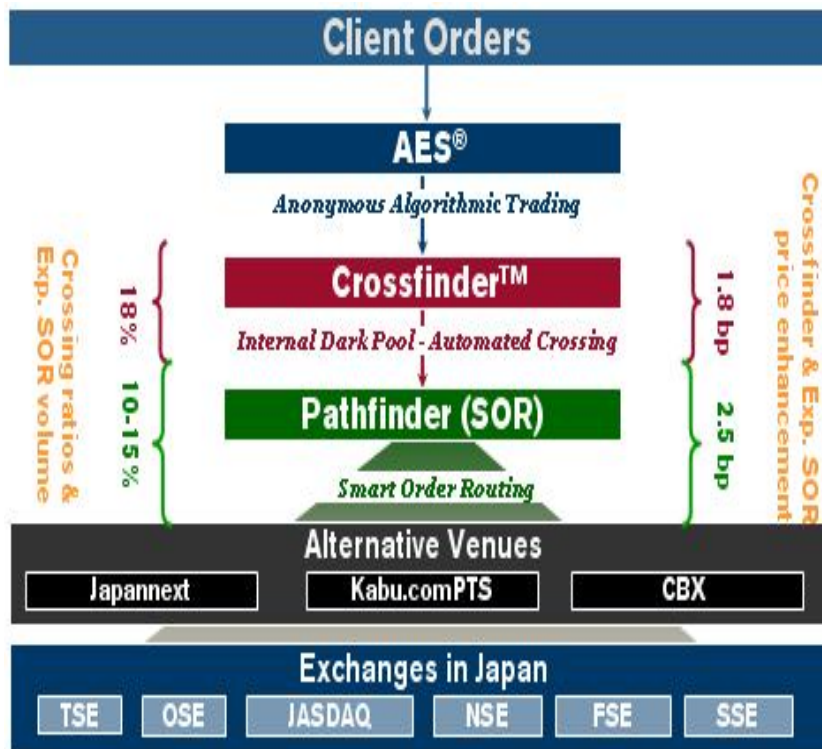 Client Orders
AES®
Anonymous Algorithmic Trading
Crossfinder™
Internal Dark Pool - Automated Crossing
Pathfinder (SOR)
Smart Order Routing
Crossing ratios &
Exp. SOR volume
18%
10-15%
1.8 bp
2.5 bp
Crossfinder & Exp. SOR
price enhancement
Alternative Venues
Japannext
Kabu.comPTS
CBX
Exchanges in Japan
TSE
OSE
JASDAQ
NSE
FSE
SSE